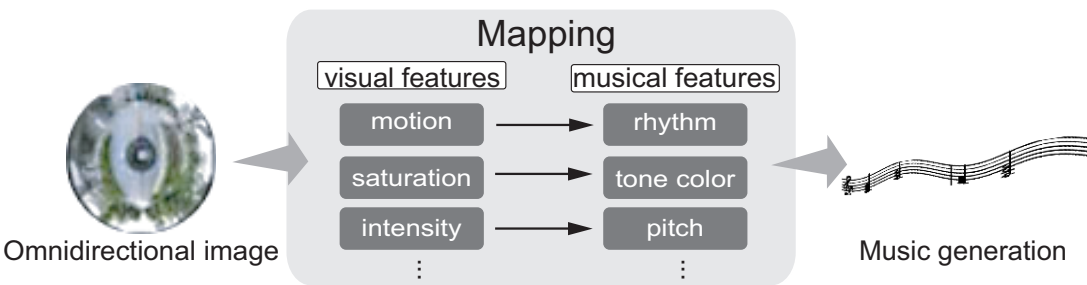 Mapping
visual features
musical features
motion
rhythm
saturation
tone color
intensity
pitch
⋮
⋮
Omnidirectional image
Music generation